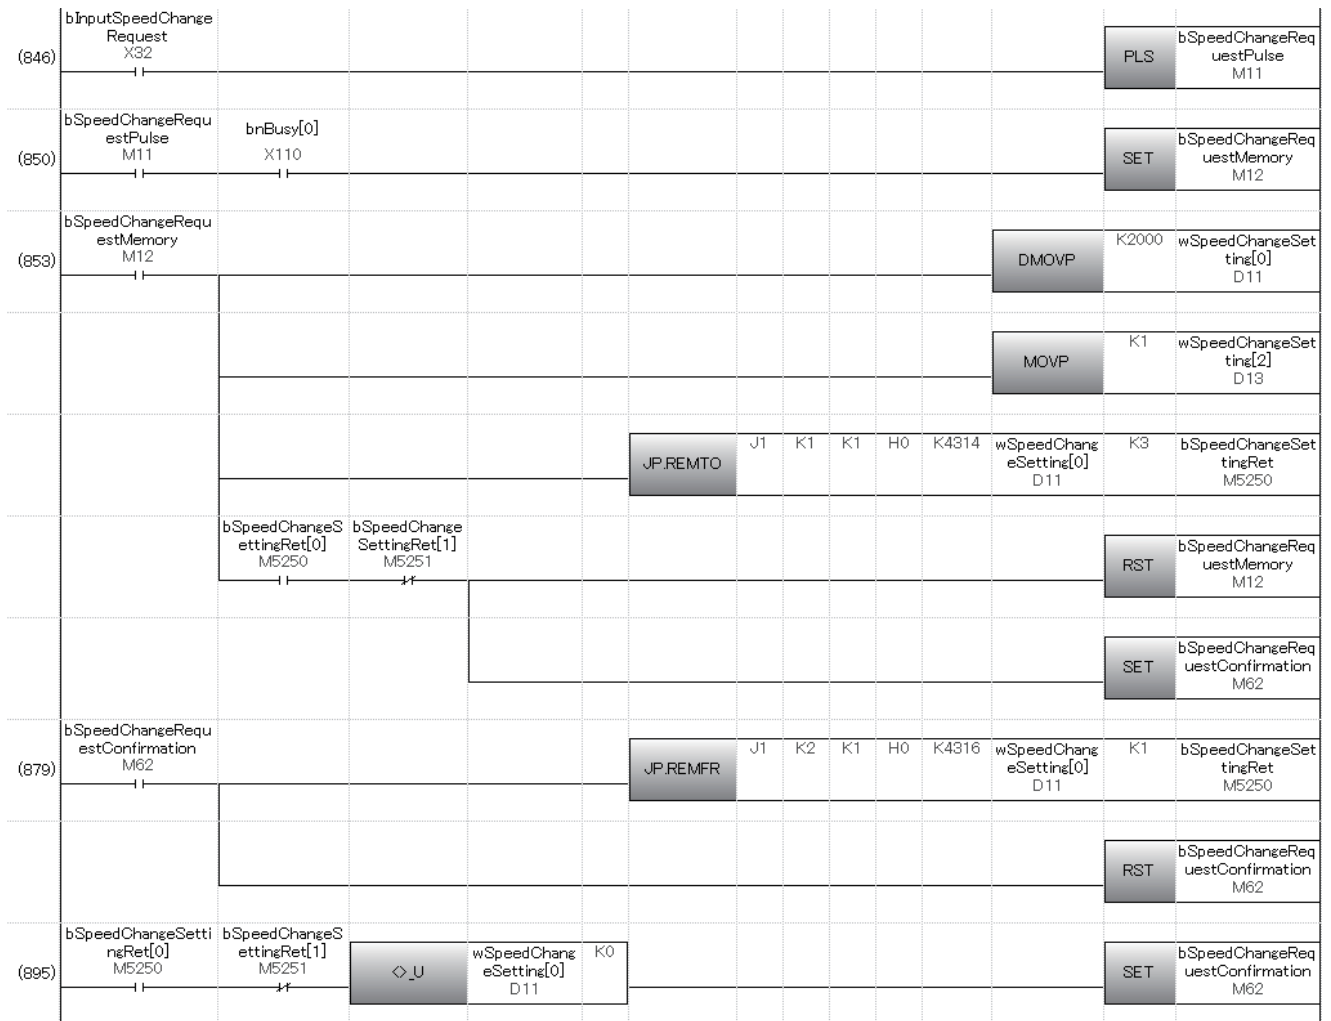 bInputSpeedChange
Request
X32
(846)
PLS
bSpeedChangeReq
uestPulse
M11
bSpeedChangeRequ
estPulse
M11
bnBusy[0]
X110
(850)
SET
bSpeedChangeReq
uestMemory
M12
bSpeedChangeRequ
estMemory
M12
(853)
DMOVP
K2000
wSpeedChangeSet
ting[0]
D11
MOVP
K1
wSpeedChangeSet
ting[2]
D13
JP.REMTO
J1
K1
K1
H0
K4314
wSpeedChang
eSetting[0]
D11
K3
bSpeedChangeSet
tingRet
M5250
bSpeedChangeS
ettingRet[0]
M5250
bSpeedChange
SettingRet[1]
M5251
RST
bSpeedChangeReq
uestMemory
M12
SET
bSpeedChangeReq
uestConfirmation
M62
bSpeedChangeRequ
estConfirmation
M62
(879)
JP.REMFR
J1
K2
K1
H0
K4316
wSpeedChang
eSetting[0]
D11
K1
bSpeedChangeSet
tingRet
M5250
RST
bSpeedChangeReq
uestConfirmation
M62
bSpeedChangeSetti
ngRet[0]
M5250
bSpeedChangeS
ettingRet[1]
M5251
(895)
<>_U
wSpeedChang
eSetting[0]
D11
K0
SET
bSpeedChangeReq
uestConfirmation
M62